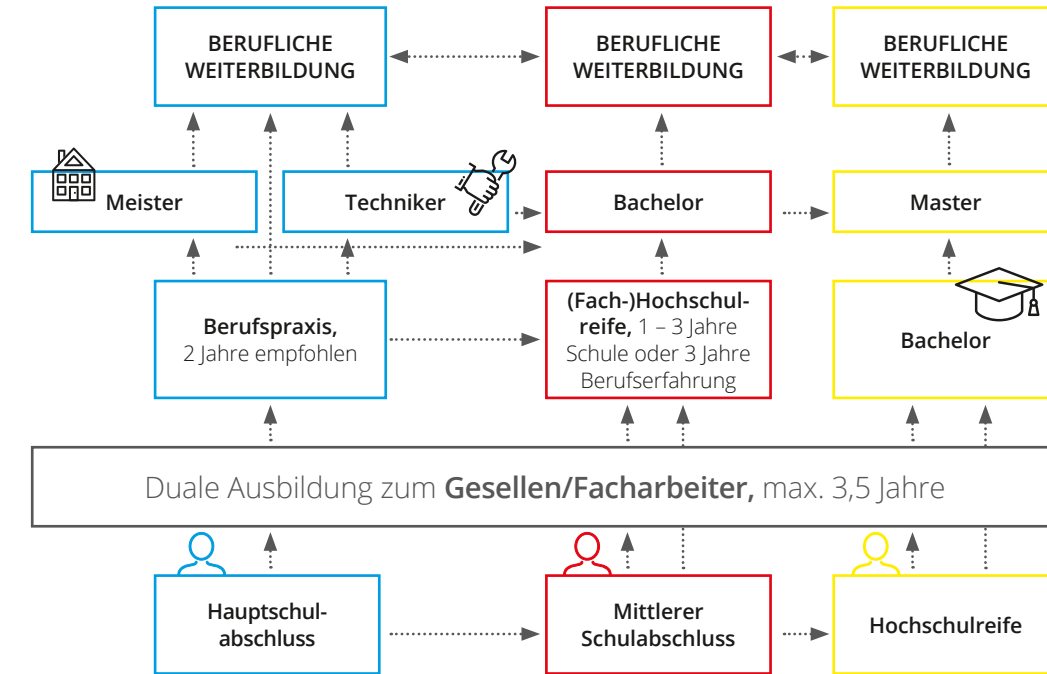 BERUFLICHE
WEITERBILDUNG
BERUFLICHE
WEITERBILDUNG
BERUFLICHE
WEITERBILDUNG
Meister
Techniker
Bachelor
Master
Berufspraxis,
2 Jahre empfohlen
(Fach-)Hochschul-
reife, 1 – 3 Jahre
Schule oder 3 Jahre
Berufserfahrung
Bachelor
Duale Ausbildung zum Gesellen/Facharbeiter, max. 3,5 Jahre
Hauptschul-
abschluss
Mittlerer
Schulabschluss
Hochschulreife